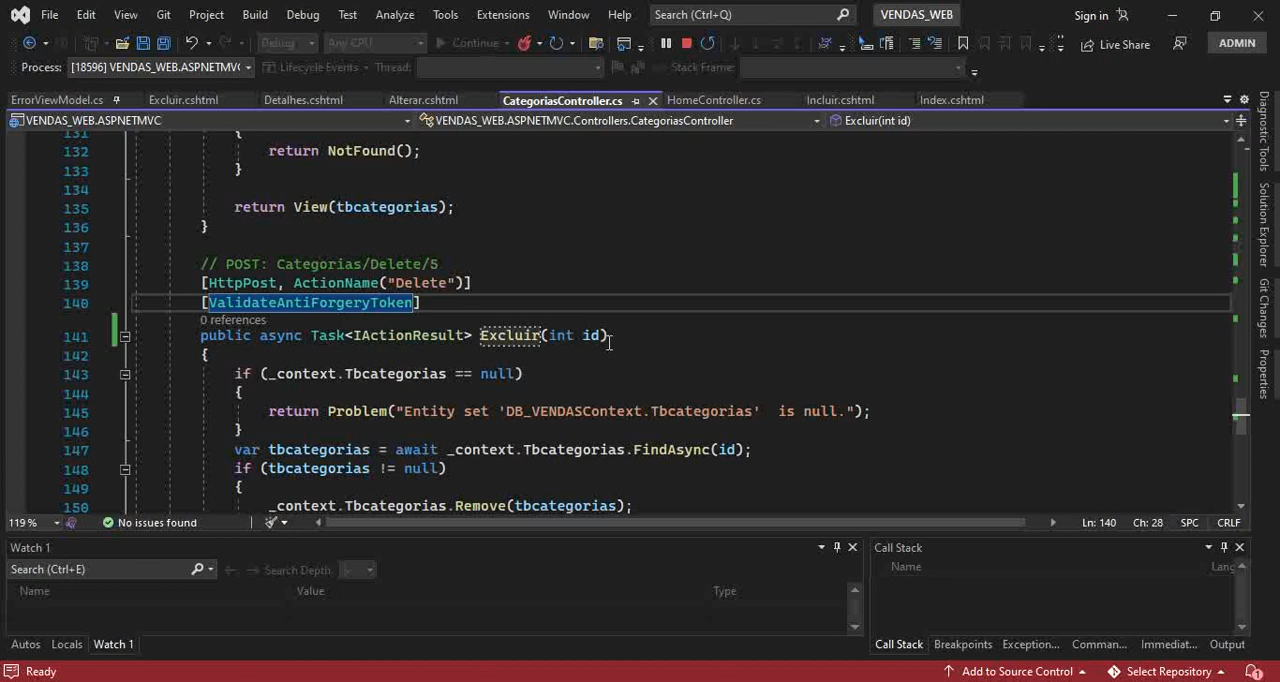 File Edit View Git Project Build Debug Test Analyze Tools Extensions Window Help Search (Ctrl+Q) VENDAS_WEB Sign in
Debug Any CPU Continue Live Share ADMIN
Process: [18596] VENDAS_WEB.ASPNETMV( Lifecycle Events Thread: Stack Frame:
ErrorViewModel.cs Excluir.cshtml Detalhes.cshtml Alterar.cshtml CategoriasController.cs HomeController.cs Incluir.cshtml Index.cshtml
VENDAS_WEB.ASPNETMVC VENDAS_WEB.ASPNETMVC.Controllers.CategoriasController Excluir(int id)
131 {
132 return NotFound();
133 }
134
135 return View(tbcategorias);
136 }
137
138 // POST: Categorias/Delete/5
139 [HttpPost, ActionName("Delete")]
140 [ValidateAntiForgeryToken]
0 references
141 public async Task<IActionResult> Excluir(int id)
142 {
143 if (_context.Tbcategorias == null)
144 {
145 return Problem("Entity set 'DB_VENDASContext.Tbcategorias'  is null.");
146 }
147 var tbcategorias = await _context.Tbcategorias.FindAsync(id);
148 if (tbcategorias != null)
149 {
150 _context.Tbcategorias.Remove(tbcategorias);
119 % No issues found Ln: 140 Ch: 28 SPC CRLF
Watch 1 Call Stack
Search (Ctrl+E) Search Depth: Name Lang
Name Value Type
Autos Locals Watch 1 Call Stack Breakpoints Exception... Comman... Immediat... Output
Ready Add to Source Control Select Repository 1
Diagnostic Tools
Solution Explorer
Git Changes
Properties